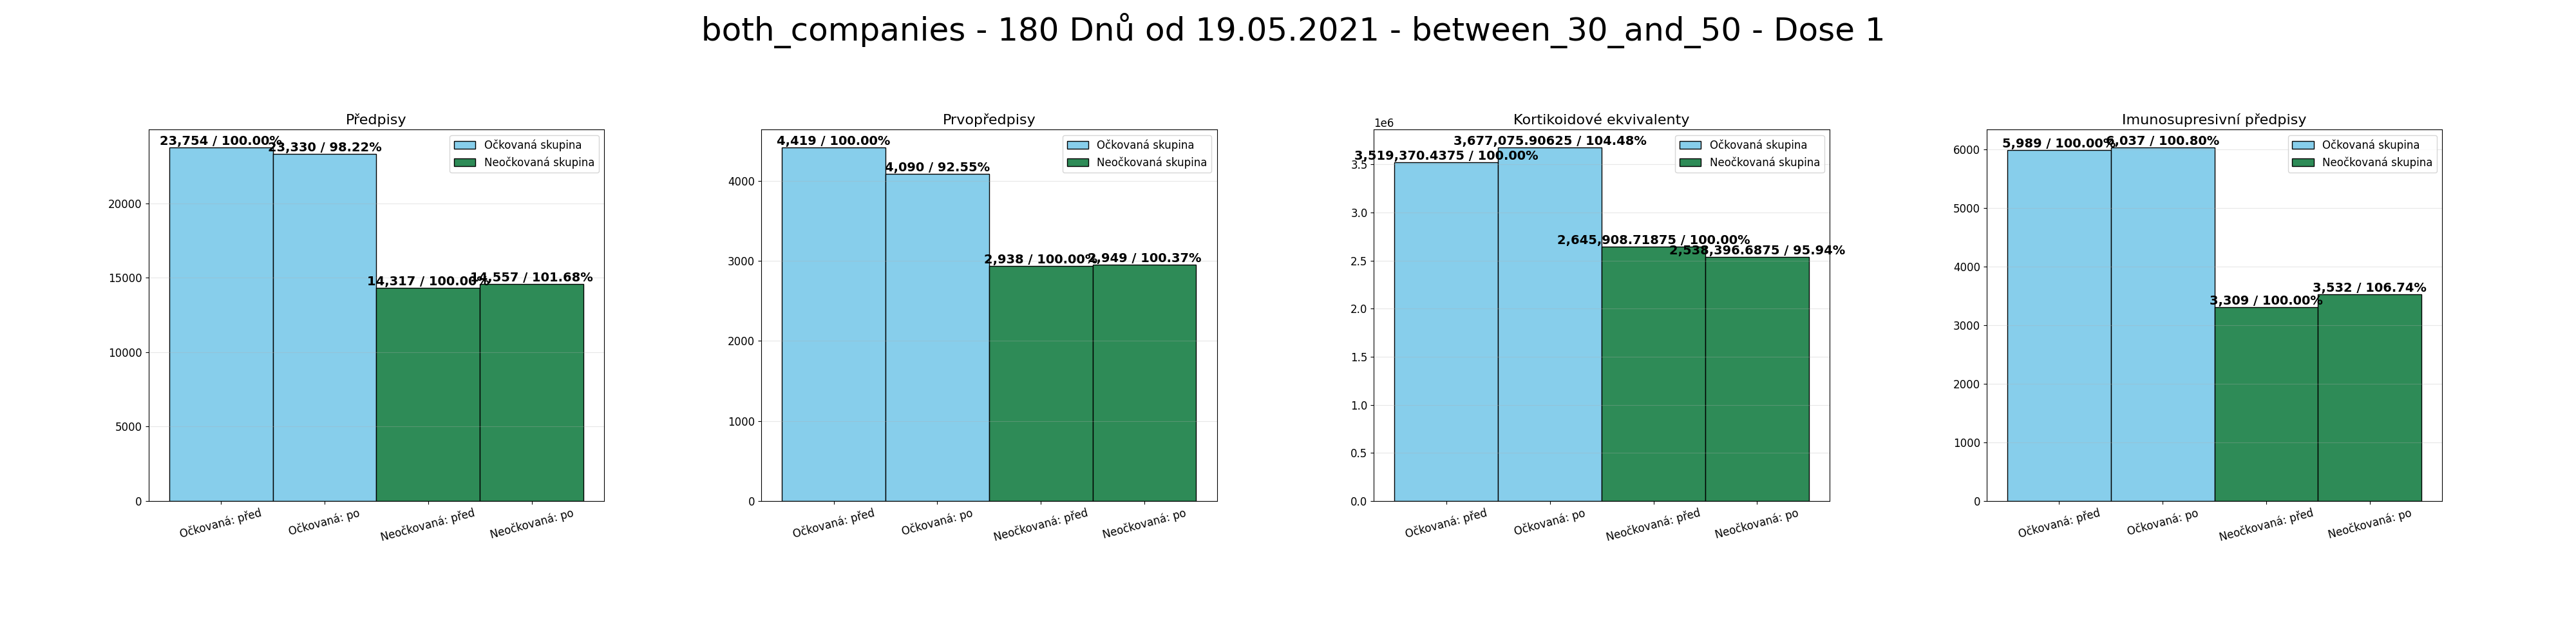 both_companies - 180 Dnů od 19.05.2021 - between_30_and_50 - Dose 1
Předpisy
23,754 / 100.00%
23,330 / 98.22%
14,317 / 100.00%
14,557 / 101.68%
Očkovaná skupina
Neočkovaná skupina
20000
15000
10000
5000
0
Očkovaná: před
Očkovaná: po
Neočkovaná: před
Neočkovaná: po
Prvopředpisy
4,419 / 100.00%
4,090 / 92.55%
2,938 / 100.00%
2,949 / 100.37%
Očkovaná skupina
Neočkovaná skupina
4000
3000
2000
1000
0
Očkovaná: před
Očkovaná: po
Neočkovaná: před
Neočkovaná: po
Kortikoidové ekvivalenty
1e6
3,519,370.4375 / 100.00%
3,677,075.90625 / 104.48%
2,645,908.71875 / 100.00%
2,538,396.6875 / 95.94%
Očkovaná skupina
Neočkovaná skupina
3.5
3.0
2.5
2.0
1.5
1.0
0.5
0.0
Očkovaná: před
Očkovaná: po
Neočkovaná: před
Neočkovaná: po
Imunosupresivní předpisy
5,989 / 100.00%
6,037 / 100.80%
3,309 / 100.00%
3,532 / 106.74%
Očkovaná skupina
Neočkovaná skupina
6000
5000
4000
3000
2000
1000
0
Očkovaná: před
Očkovaná: po
Neočkovaná: před
Neočkovaná: po